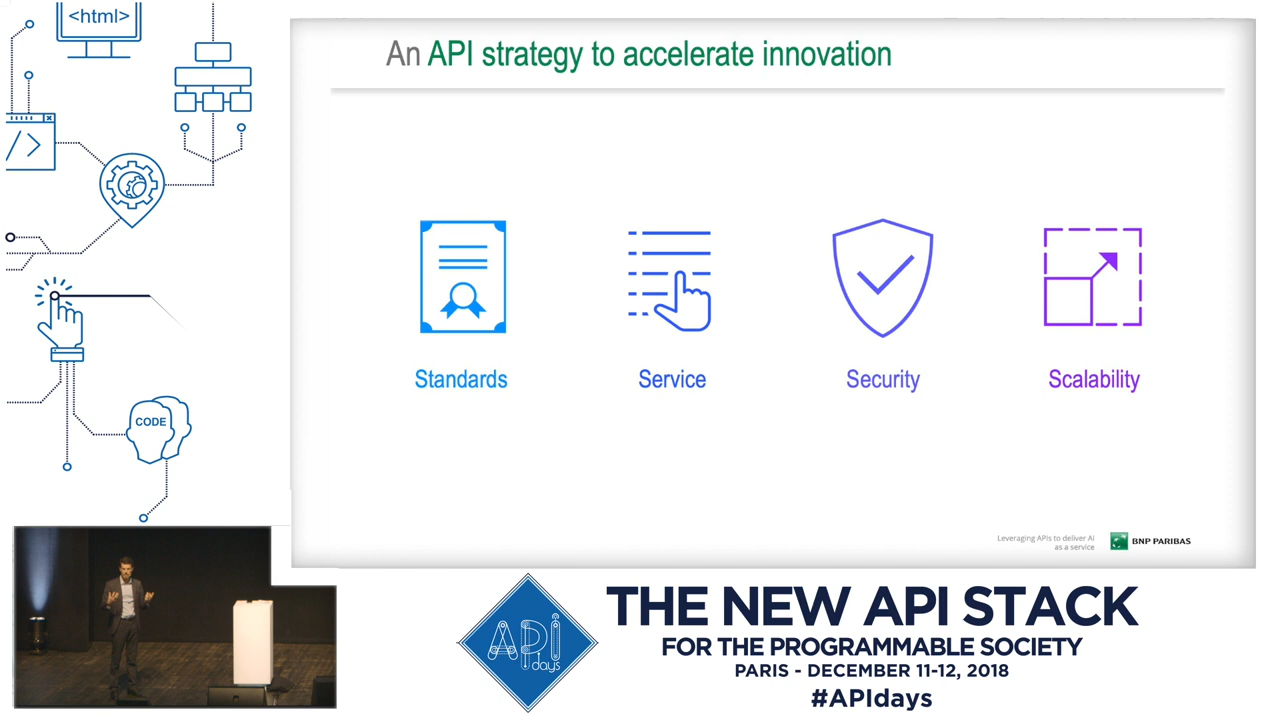 <html>
An API strategy to accelerate innovation
</>
Standards
Service
Security
Scalability
CODE
Leveraging APIs to deliver AI
as a service
BNP PARIBAS
API
days
THE NEW API STACK
FOR THE PROGRAMMABLE SOCIETY
PARIS - DECEMBER 11-12, 2018
#APIdays